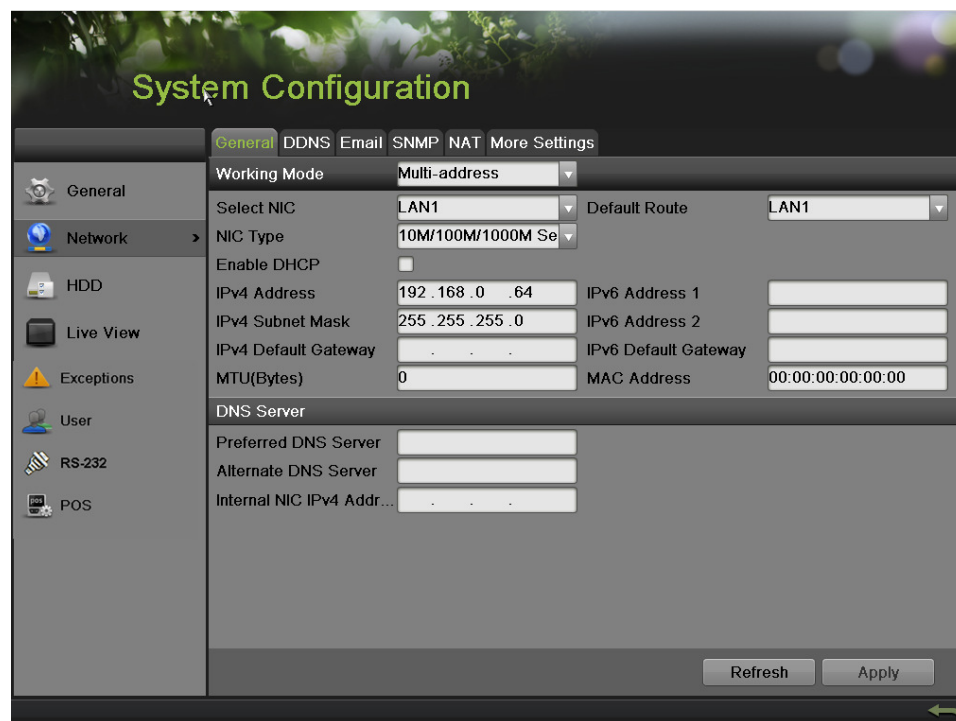 System Configuration
General DDNS Email SNMP NAT More Settings
Working Mode Multi-address
General
Network >
HDD
Live View
Exceptions
User
RS-232
POS
Select NIC LAN1 Default Route LAN1
NIC Type 10M/100M/1000M Se
Enable DHCP
IPv4 Address 192 .168 .0 .64 IPv6 Address 1
IPv4 Subnet Mask 255 .255 .255 .0 IPv6 Address 2
IPv4 Default Gateway . . . IPv6 Default Gateway
MTU(Bytes) 0 MAC Address 00:00:00:00:00:00
DNS Server
Preferred DNS Server
Alternate DNS Server
Internal NIC IPv4 Addr... . . .
Refresh Apply